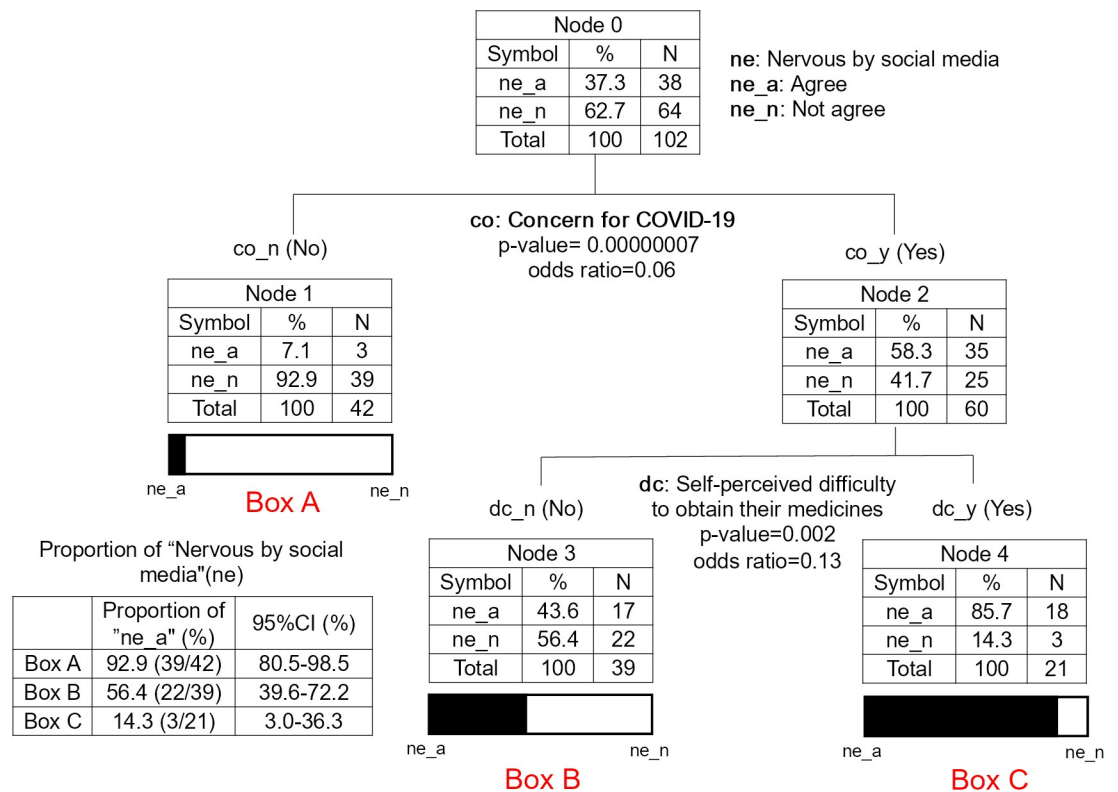 Node 0
Symbol % N
ne_a 37.3 38
ne_n 62.7 64
Total 100 102
ne: Nervous by social media
ne_a: Agree
ne_n: Not agree
co: Concern for COVID-19
p-value= 0.00000007
odds ratio=0.06
co_n (No)
co_y (Yes)
Node 1
Symbol % N
ne_a 7.1 3
ne_n 92.9 39
Total 100 42
ne_a
ne_n
Box A
Node 2
Symbol % N
ne_a 58.3 35
ne_n 41.7 25
Total 100 60
dc: Self-perceived difficulty
to obtain their medicines
p-value=0.002
odds ratio=0.13
dc_n (No)
dc_y (Yes)
Node 3
Symbol % N
ne_a 43.6 17
ne_n 56.4 22
Total 100 39
ne_a
ne_n
Box B
Node 4
Symbol % N
ne_a 85.7 18
ne_n 14.3 3
Total 100 21
ne_a
ne_n
Box C
Proportion of “Nervous by social
media"(ne)
Proportion of
”ne_a" (%)
95%CI (%)
Box A 92.9 (39/42) 80.5-98.5
Box B 56.4 (22/39) 39.6-72.2
Box C 14.3 (3/21) 3.0-36.3